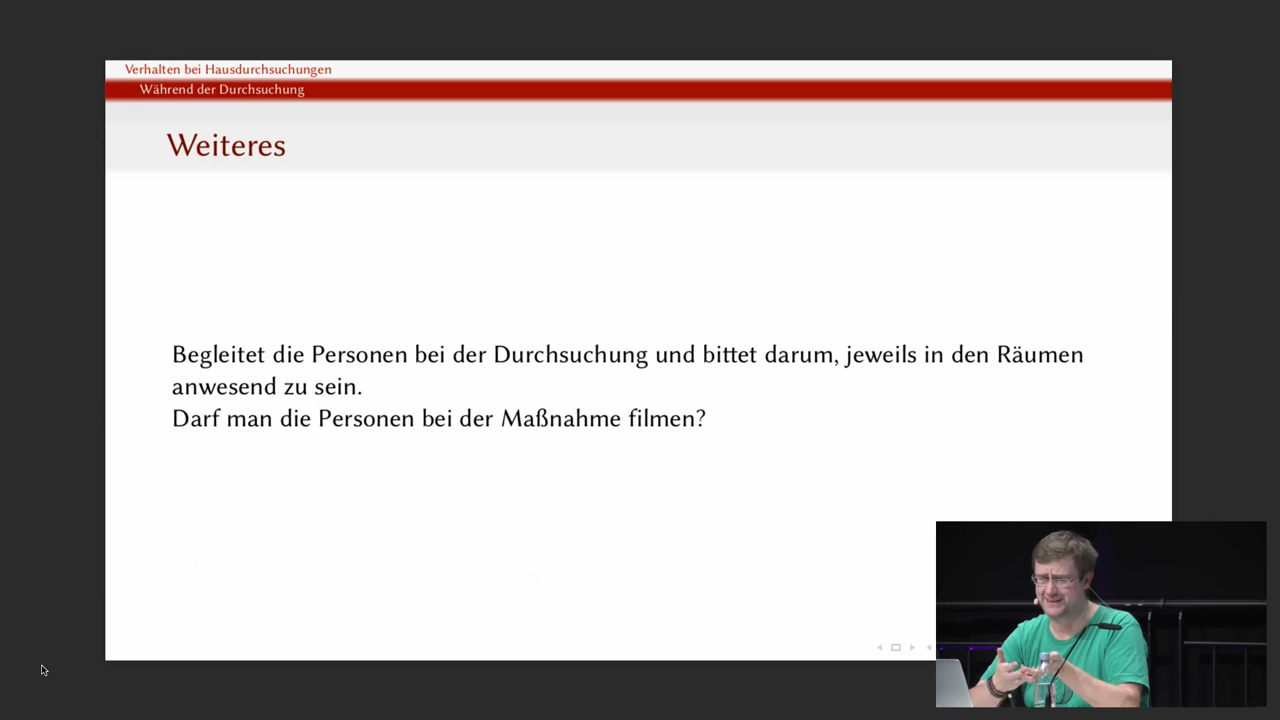 Verhalten bei Hausdurchsuchungen
Während der Durchsuchung
Weiteres
Begleitet die Personen bei der Durchsuchung und bittet darum, jeweils in den Räumen
anwesend zu sein.
Darf man die Personen bei der Maßnahme filmen?